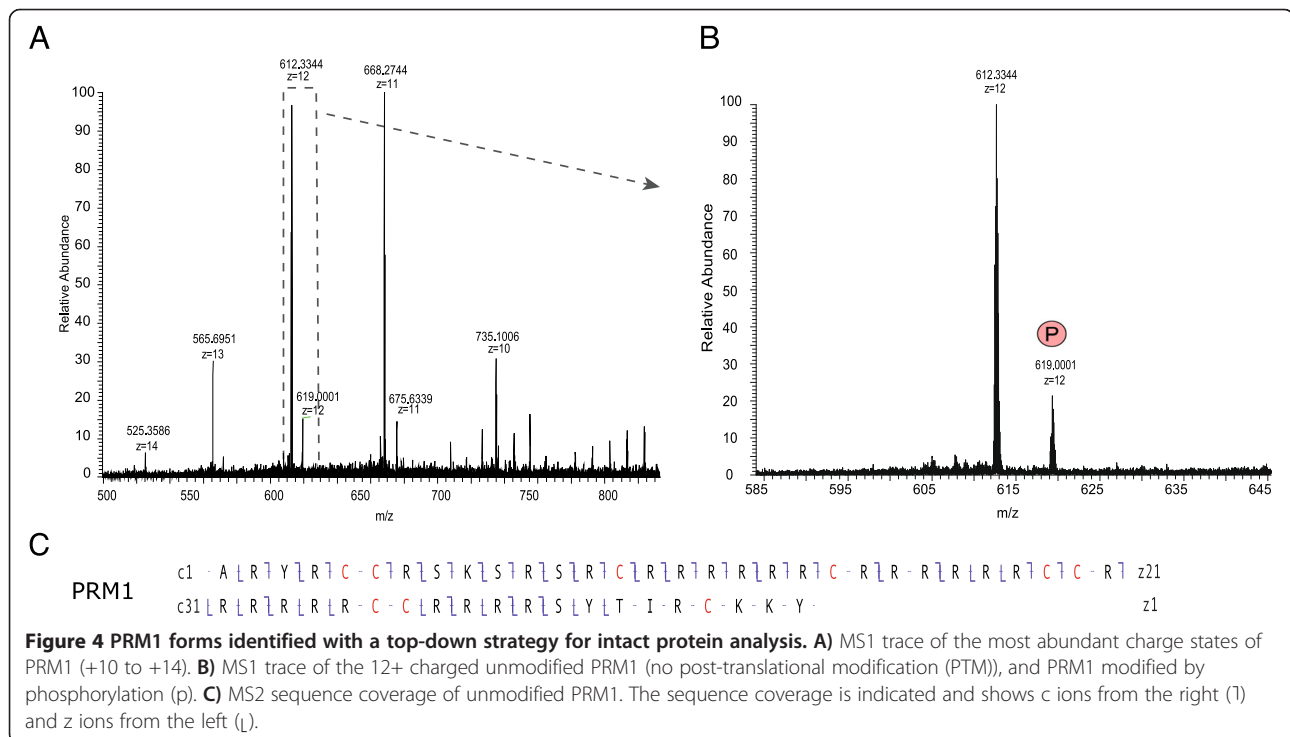 A
B
612.3344
z=12
668.2744
z=11
565.6951
z=13
525.3586
z=14
619.0001
z=12
675.6339
z=11
735.1006
z=10
100
90
80
70
60
50
40
30
20
10
0
Relative Abundance
500
550
600
650
700
750
800
m/z
612.3344
z=12
P
619.0001
z=12
100
90
80
70
60
50
40
30
20
10
0
Relative Abundance
585
595
605
615
625
635
645
m/z
C
PRM1
c1 - A R Y R C - C R S K S R S R C R R R R R R C - R R - R R R R C C - R z21
c31 R R R R R - C - C R R R R S Y T - I - R - C - K - K - Y - z1
Figure 4 PRM1 forms identified with a top-down strategy for intact protein analysis. A) MS1 trace of the most abundant charge states of
PRM1 (+10 to +14). B) MS1 trace of the 12+ charged unmodified PRM1 (no post-translational modification (PTM)), and PRM1 modified by
phosphorylation (p). C) MS2 sequence coverage of unmodified PRM1. The sequence coverage is indicated and shows c ions from the right (⅂)
and z ions from the left (⌊).